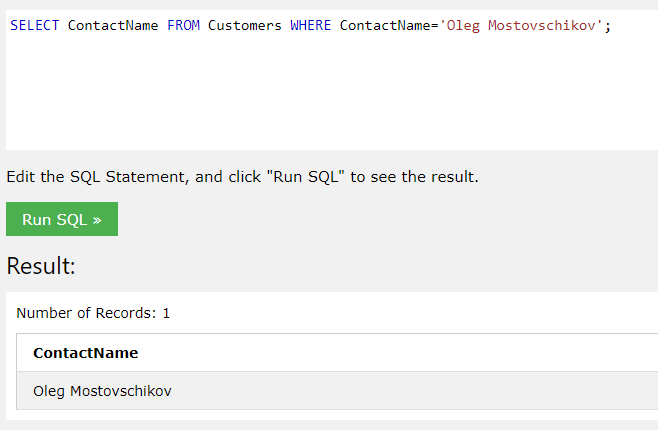 SELECT ContactName FROM Customers WHERE ContactName='Oleg Mostovschikov';
Edit the SQL Statement, and click "Run SQL" to see the result.
Run SQL »
Result:
Number of Records: 1
ContactName
Oleg Mostovschikov